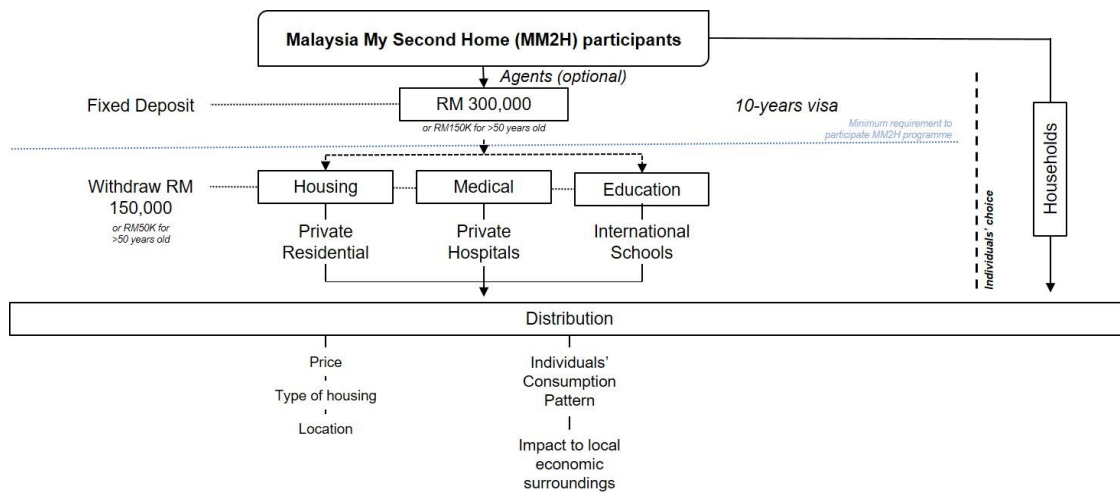 Malaysia My Second Home (MM2H) participants
Agents (optional)
Fixed Deposit
RM 300,000
or RM150K for >50 years old
10-years visa
Minimum requirement to
participate MM2H programme
Withdraw RM
150,000
or RM50K for
>50 years old
Housing
Medical
Education
Private
Residential
Private
Hospitals
International
Schools
Individuals' choice
Households
Distribution
Price
Type of housing
Location
Individuals'
Consumption
Pattern
Impact to local
economic
surroundings